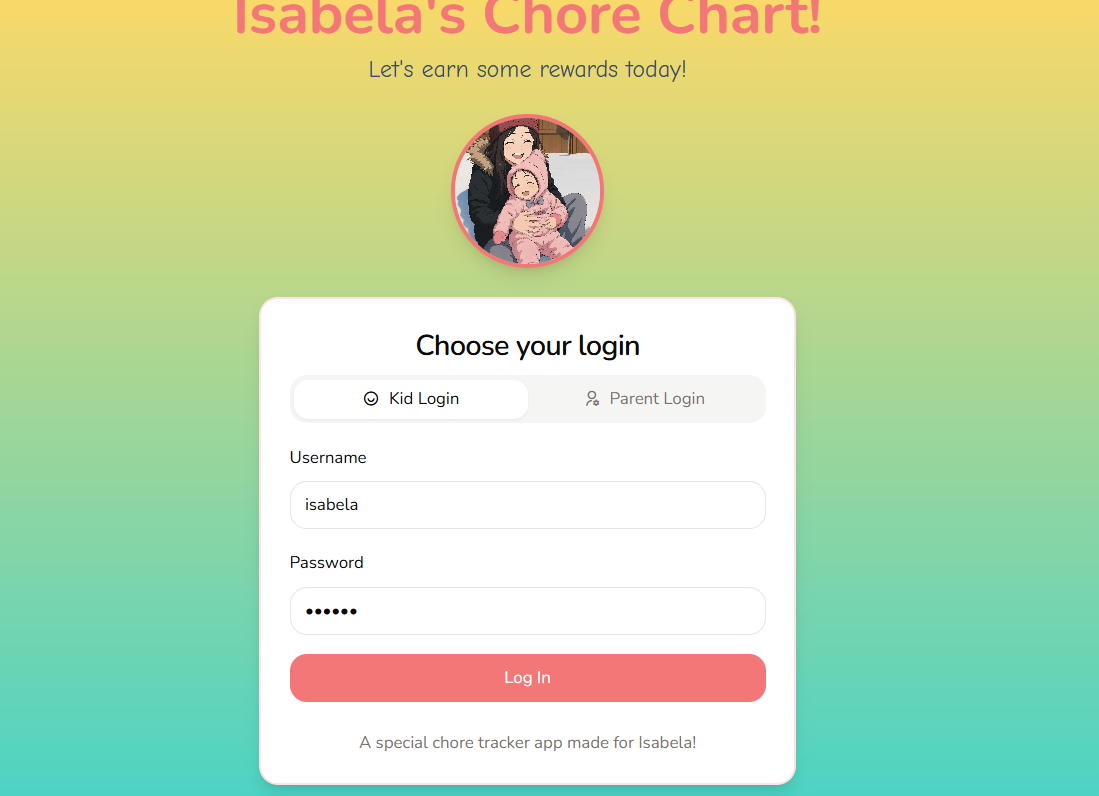 Isabela's Chore Chart!
Let's earn some rewards today!
Choose your login
Kid Login
Parent Login
Username
isabela
Password
••••••
Log In
A special chore tracker app made for Isabela!